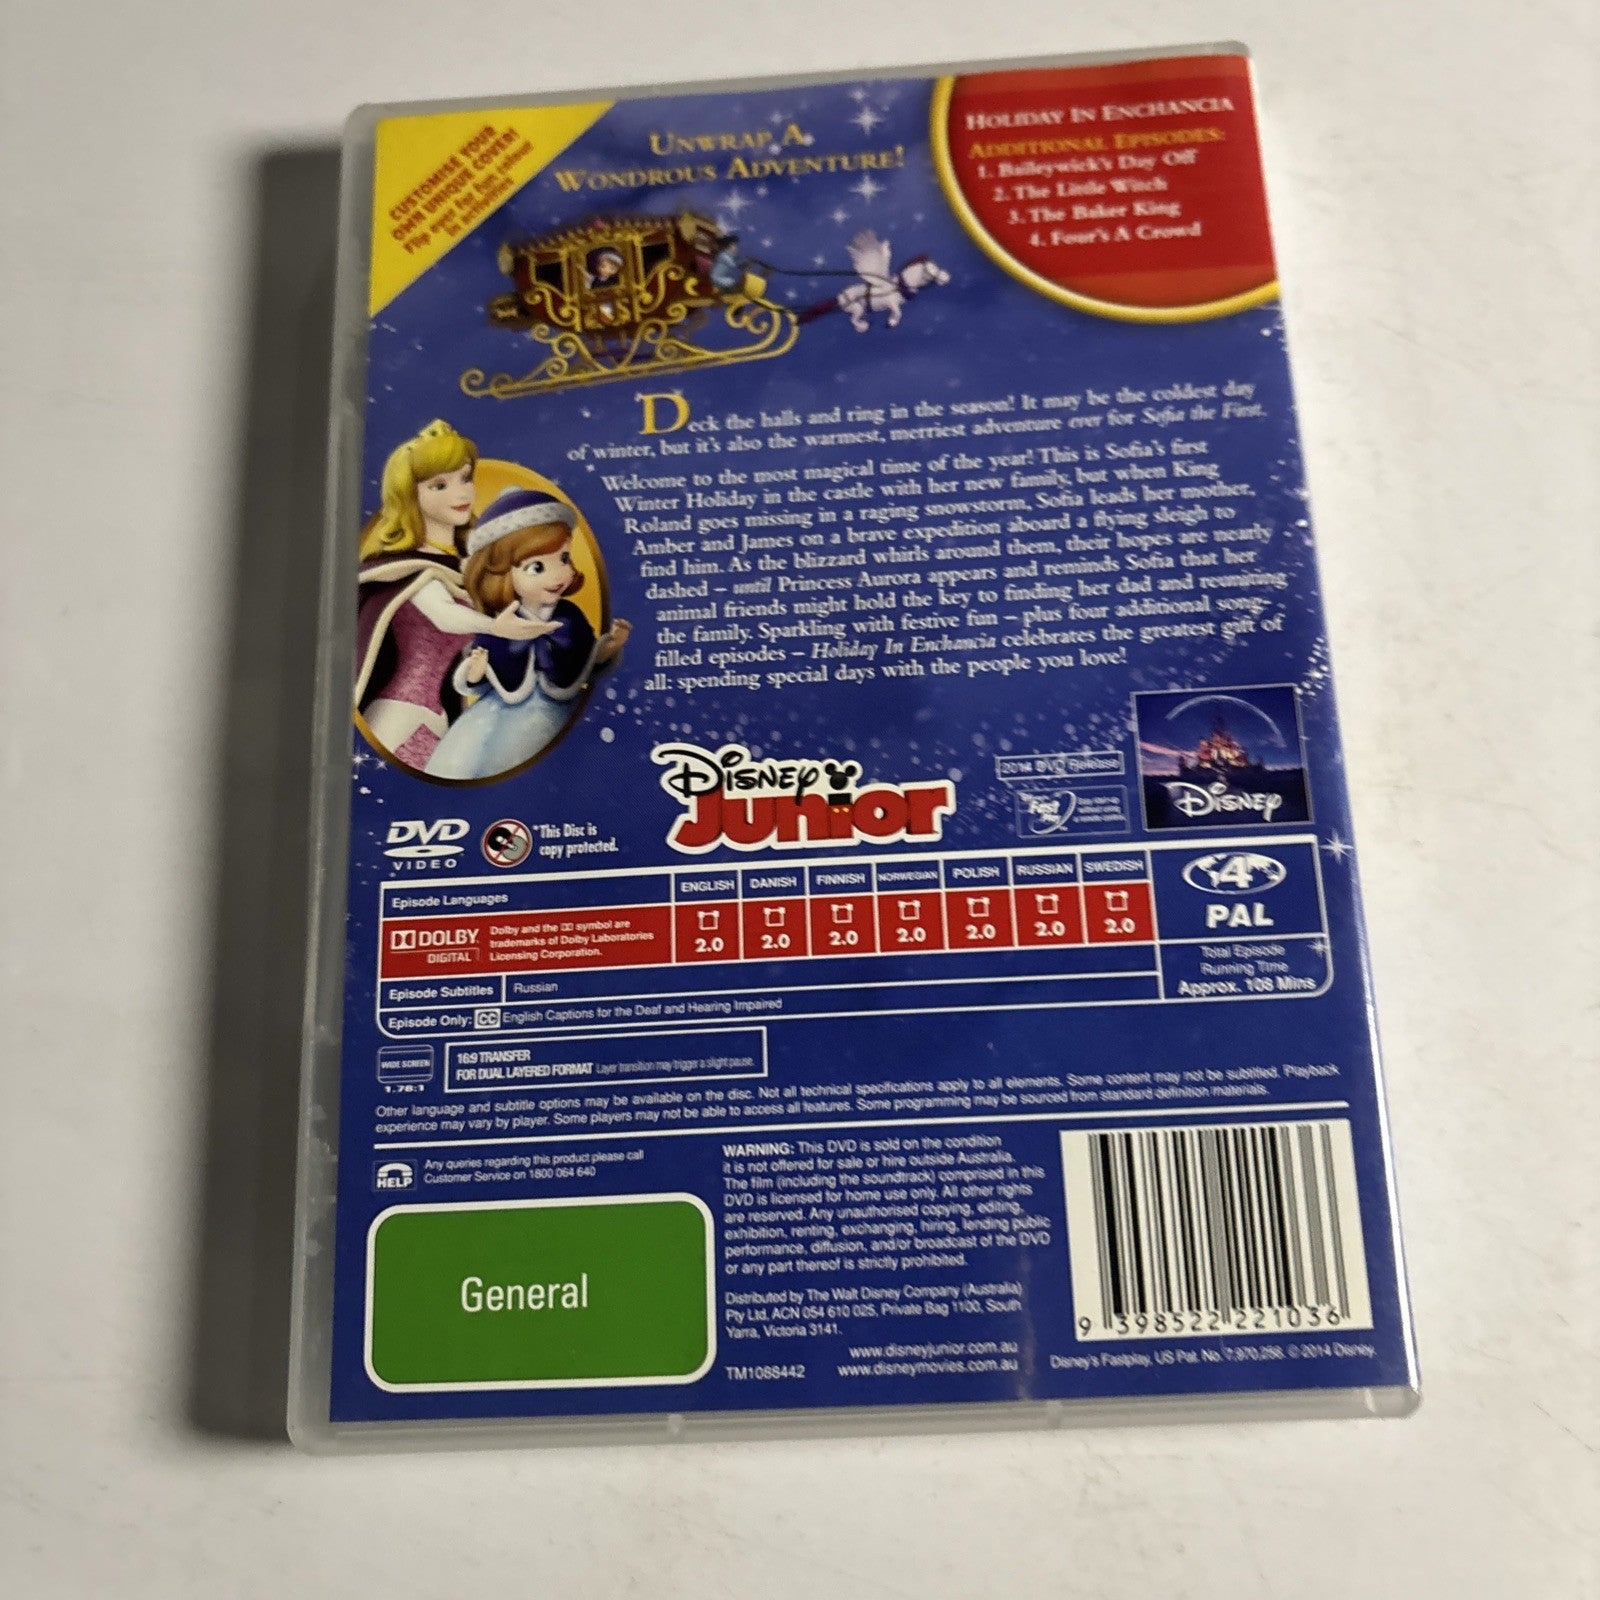 CUSTOMISE YOUR
OWN UNIQUE COVER!
Flip over for fun colour
in activities
UNWRAP A
WONDROUS ADVENTURE!
HOLIDAY IN ENCHANCIA
ADDITIONAL EPISODES:
1. Baileywick's Day Off
2. The Little Witch
3. The Baker King
4. Four's A Crowd
Deck the halls and ring in the season! It may be the coldest day
of winter, but it's also the warmest, merriest adventure ever for Sofia the First.
Welcome to the most magical time of the year! This is Sofia's first
Winter Holiday in the castle with her new family, but when King
Roland goes missing in a raging snowstorm, Sofia leads her mother,
Amber and James on a brave expedition aboard a flying sleigh to
find him. As the blizzard whirls around them, their hopes are nearly
dashed – until Princess Aurora appears and reminds Sofia that her
animal friends might hold the key to finding her dad and reuniting
the family. Sparkling with festive fun – plus four additional song-
filled episodes – Holiday In Enchancia celebrates the greatest gift of
all: spending special days with the people you love!
DVD
VIDEO
*This Disc is
copy protected.
Disney
Junior
2014 DVD Release
Fast
Play
Disney
Episode Languages
ENGLISH DANISH FINNISH NORWEGIAN POLISH RUSSIAN SWEDISH
DOLBY
DIGITAL
Dolby and the DD symbol are
trademarks of Dolby Laboratories
Licensing Corporation.
2.0 2.0 2.0 2.0 2.0 2.0 2.0
4
PAL
Total Episode
Running Time
Approx. 108 Mins
Episode Subtitles Russian
Episode Only: CC English Captions for the Deaf and Hearing Impaired
WIDE SCREEN
1.78:1
16:9 TRANSFER
FOR DUAL LAYERED FORMAT Layer transition may trigger a slight pause.
Other language and subtitle options may be available on the disc. Not all technical specifications apply to all elements. Some content may not be subtitled. Playback
experience may vary by player. Some players may not be able to access all features. Some programming may be sourced from standard definition materials.
HELP
Any queries regarding this product please call
Customer Service on 1800 064 640
General
WARNING: This DVD is sold on the condition
it is not offered for sale or hire outside Australia.
The film (including the soundtrack) comprised in this
DVD is licensed for home use only. All other rights
are reserved. Any unauthorised copying, editing,
exhibition, renting, exchanging, hiring, lending public
performance, diffusion, and/or broadcast of the DVD
or any part thereof is strictly prohibited.
Distributed by The Walt Disney Company (Australia)
Pty Ltd, ACN 054 610 025, Private Bag 1100, South
Yarra, Victoria 3141.
www.disneyjunior.com.au
TM1088442 www.disneymovies.com.au
9 398522 221036
Disney's Fastplay, US Pat. No. 7,970,256. © 2014 Disney.